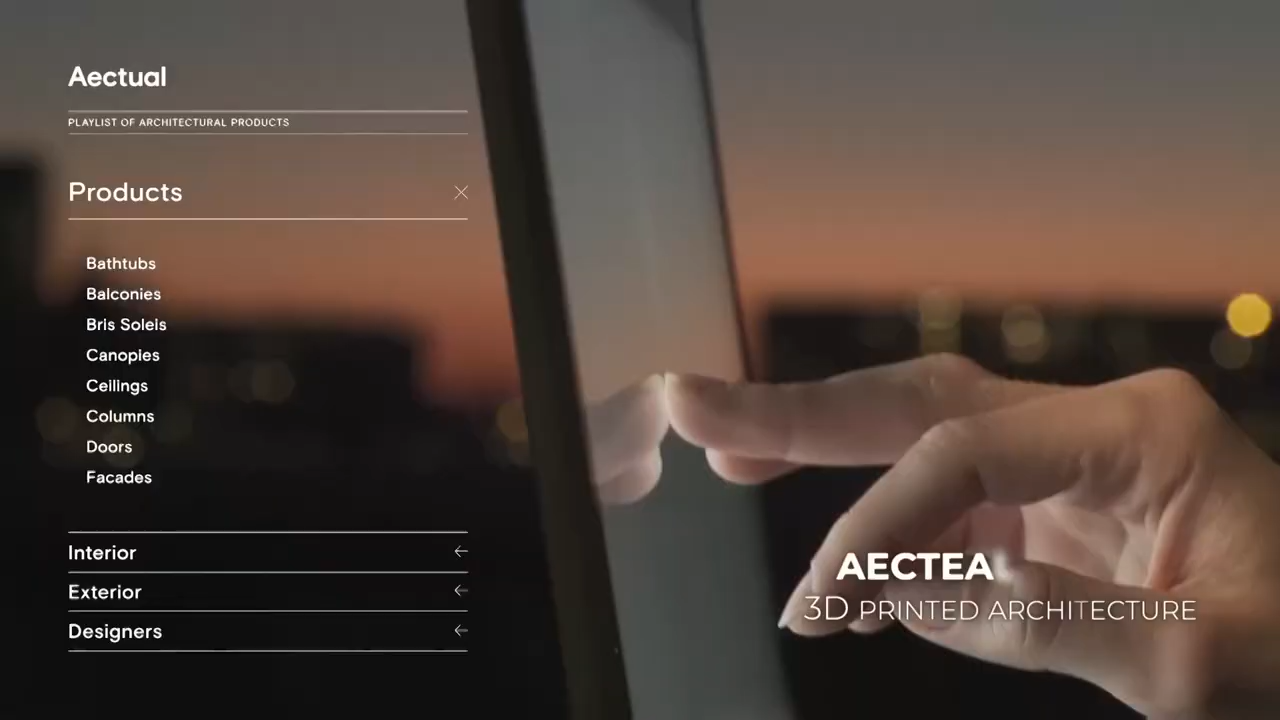 Aectual
PLAYLIST OF ARCHITECTURAL PRODUCTS
Products
Bathtubs
Balconies
Bris Soleis
Canopies
Ceilings
Columns
Doors
Facades
Interior
Exterior
Designers
AECTEA
3D PRINTED ARCHITECTURE